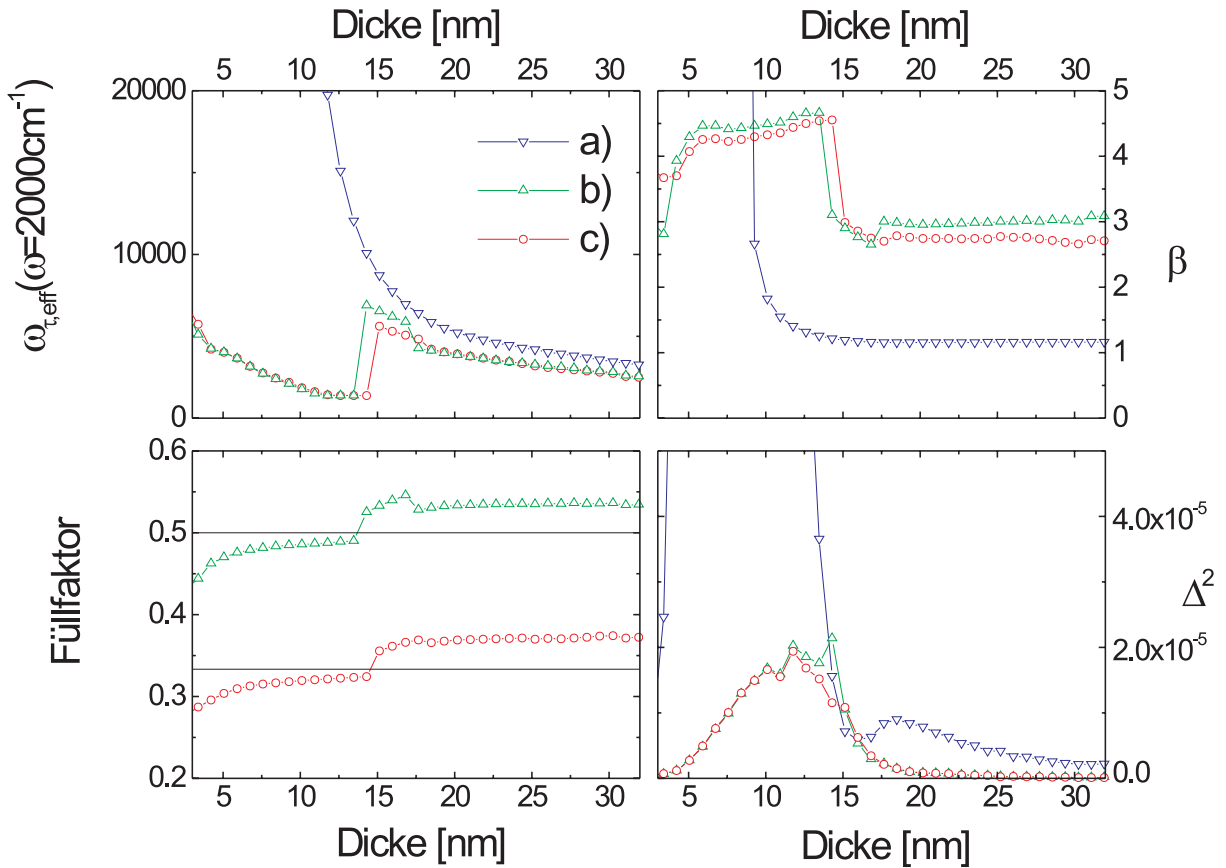 Dicke [nm]
Dicke [nm]
5 10 15 20 25 30
5 10 15 20 25 30
20000
10000
0
ω_{τ,eff}(ω=2000cm^{-1})
a)
b)
c)
5
4
3
2
1
0
β
0.6
0.5
0.4
0.3
0.2
Füllfaktor
4.0x10^{-5}
2.0x10^{-5}
0.0
Δ^2
5 10 15 20 25 30
5 10 15 20 25 30
Dicke [nm]
Dicke [nm]